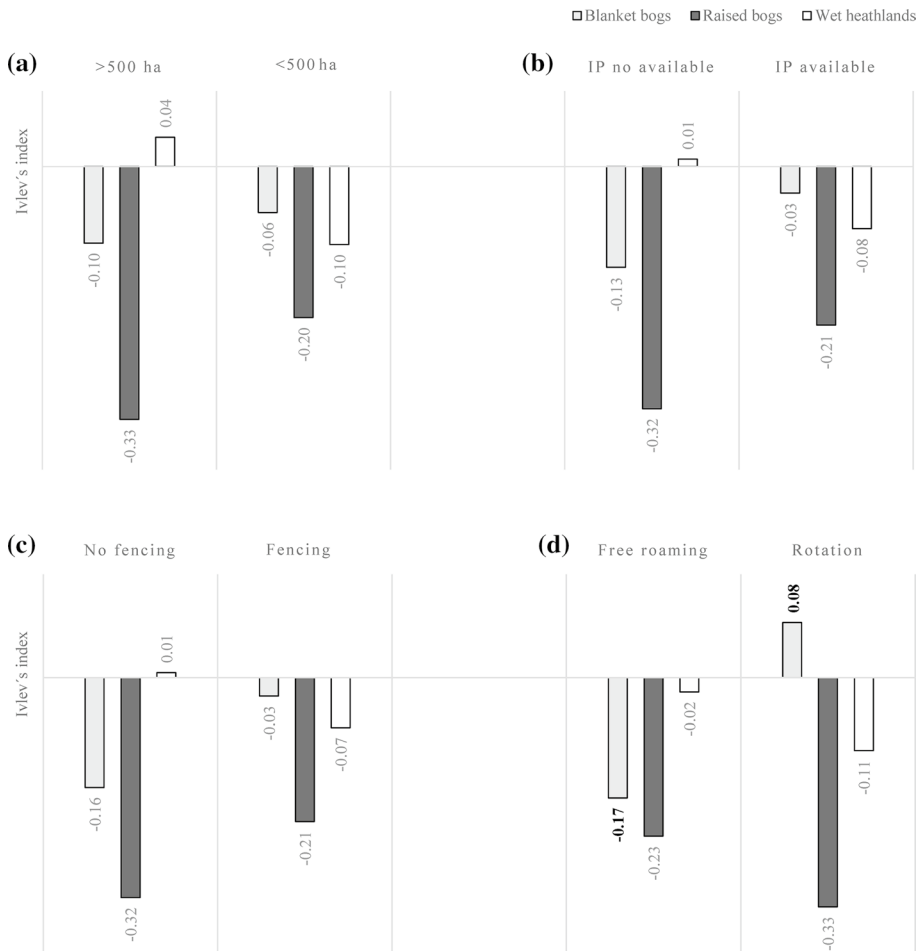 Blanket bogs Raised bogs Wet heathlands
(a) >500 ha <500 ha
Ivlev´s index
-0.10 -0.33 0.04 -0.06 -0.20 -0.10
(b) IP no available IP available
-0.13 -0.32 0.01 -0.03 -0.21 -0.08
(c) No fencing Fencing
Ivlev´s index
-0.16 -0.32 0.01 -0.03 -0.21 -0.07
(d) Free roaming Rotation
-0.17 -0.23 -0.02 0.08 -0.33 -0.11